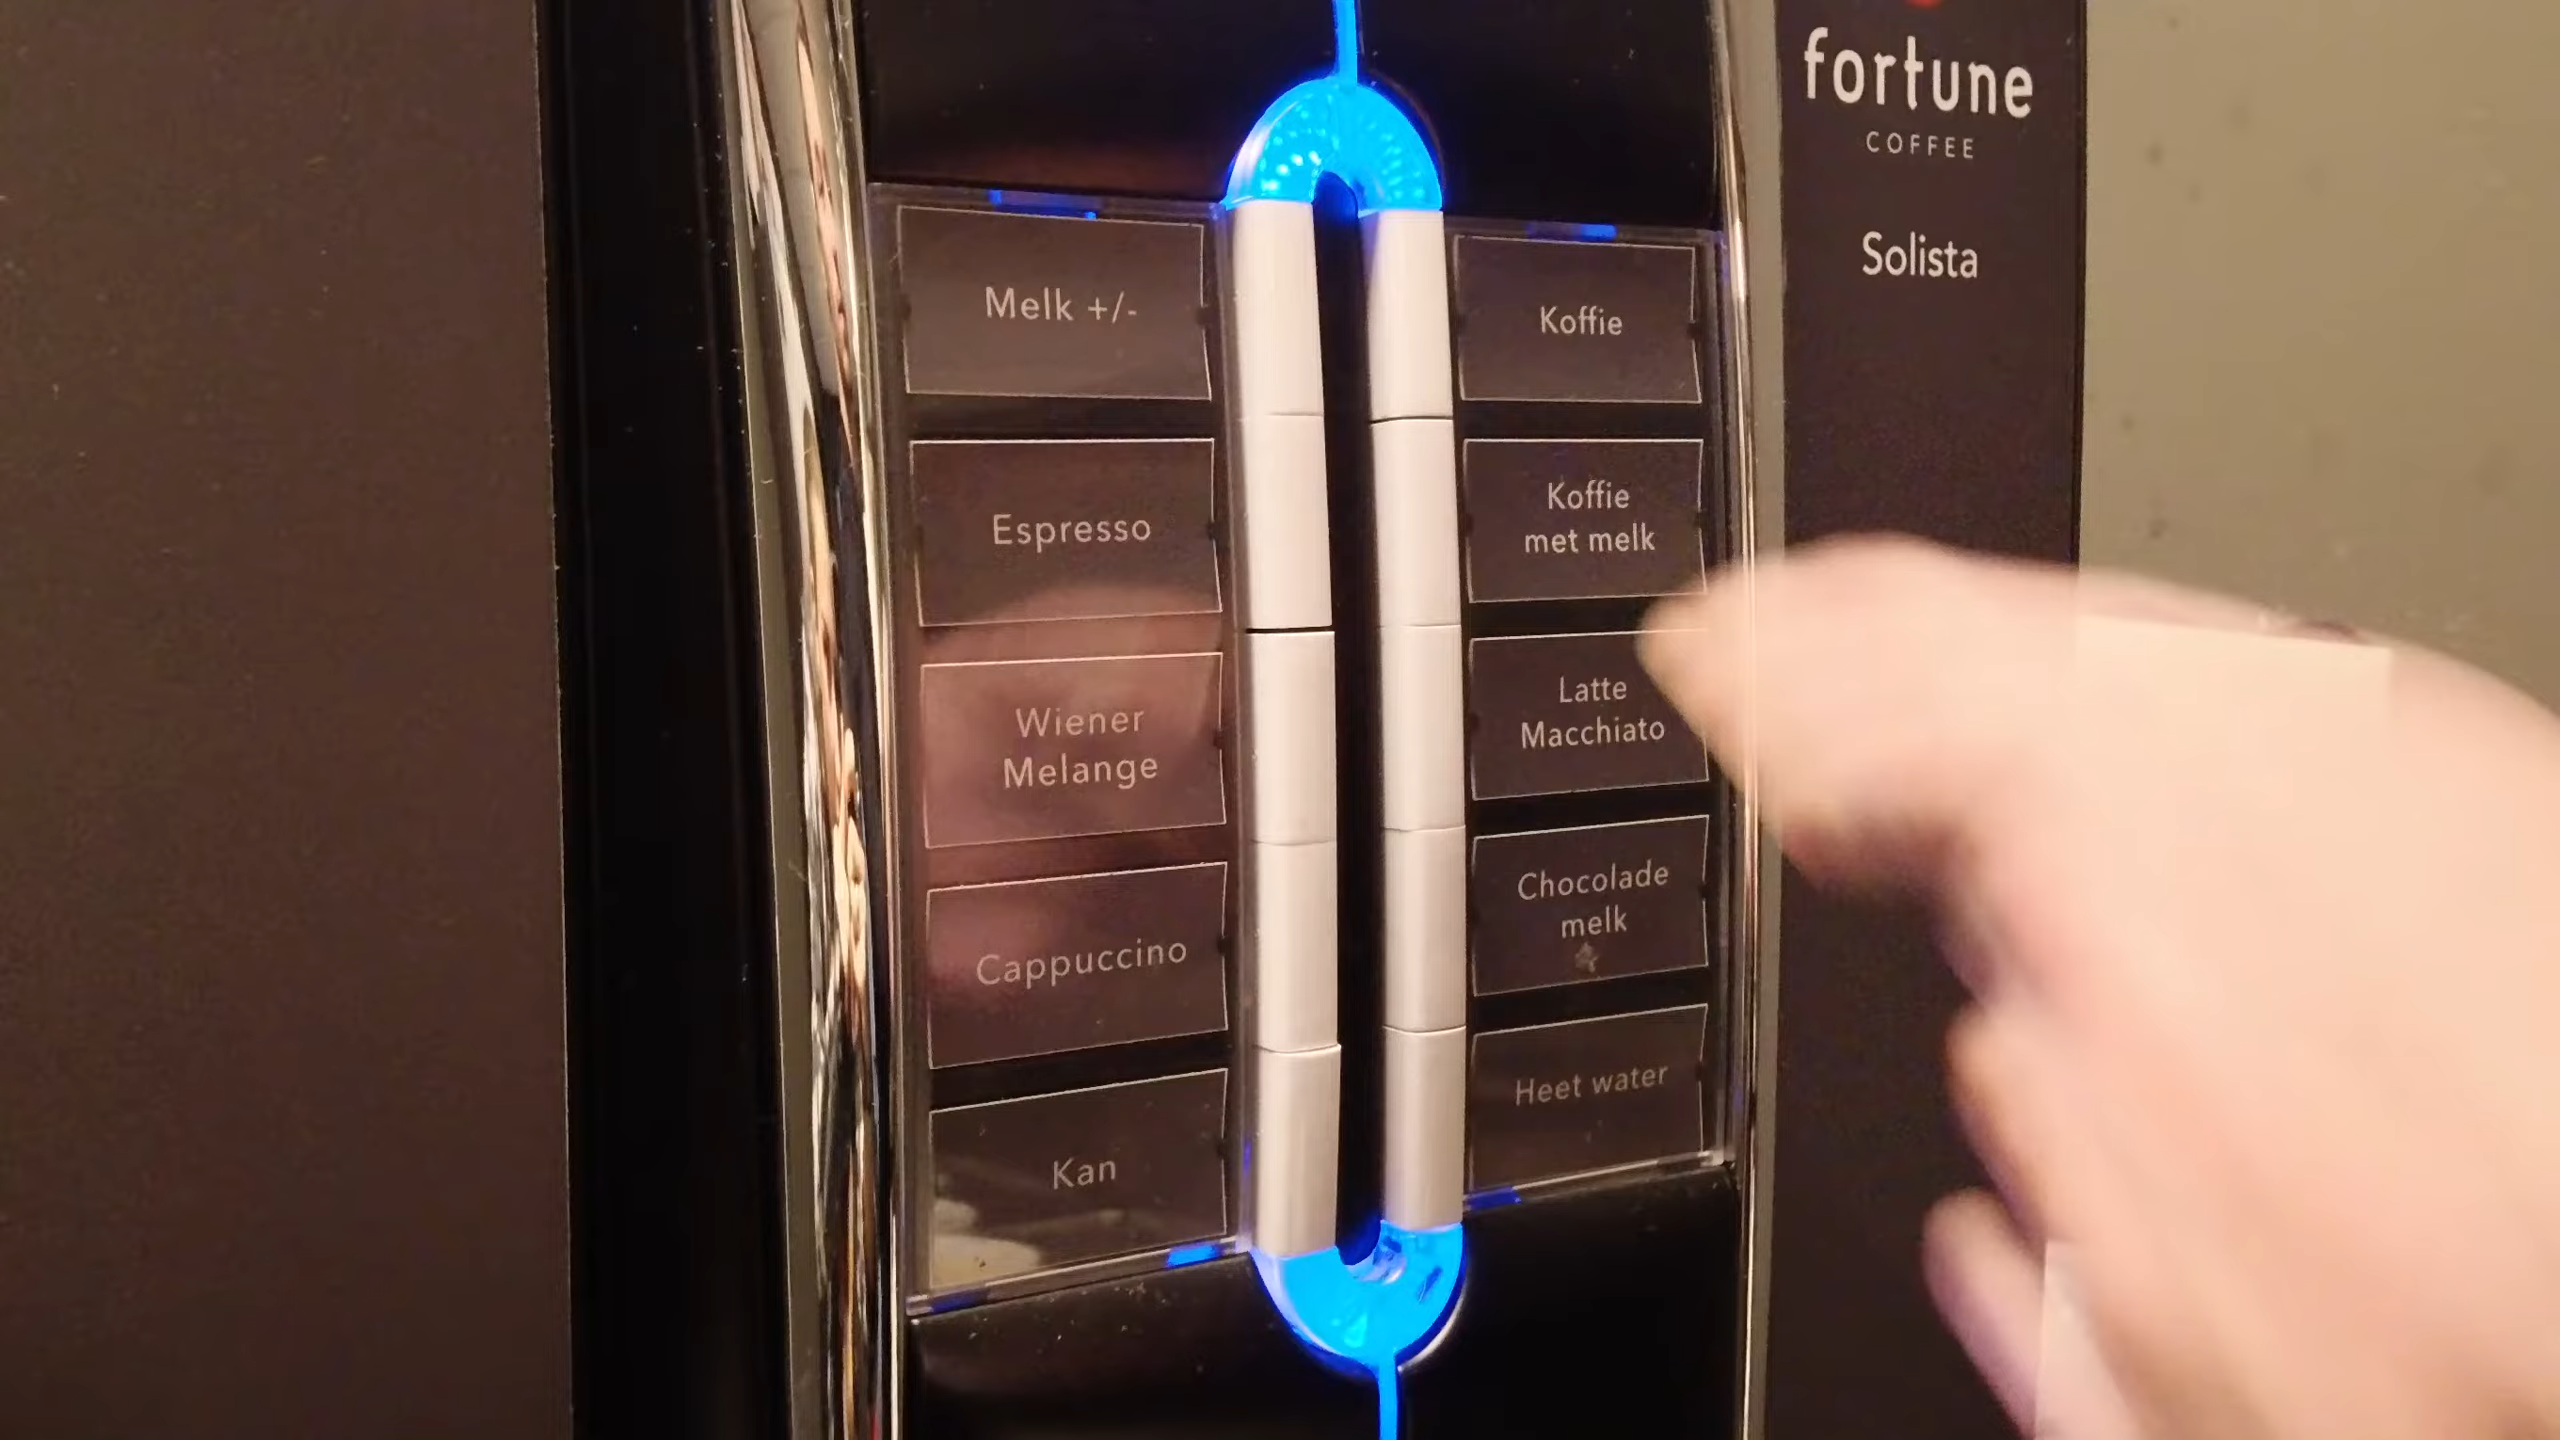 fortune
COFFEE
Solista
Melk +/-
Espresso
Wiener
Melange
Cappuccino
Kan
Koffie
Koffie
met melk
Latte
Macchiato
Chocolade
melk
Heet water